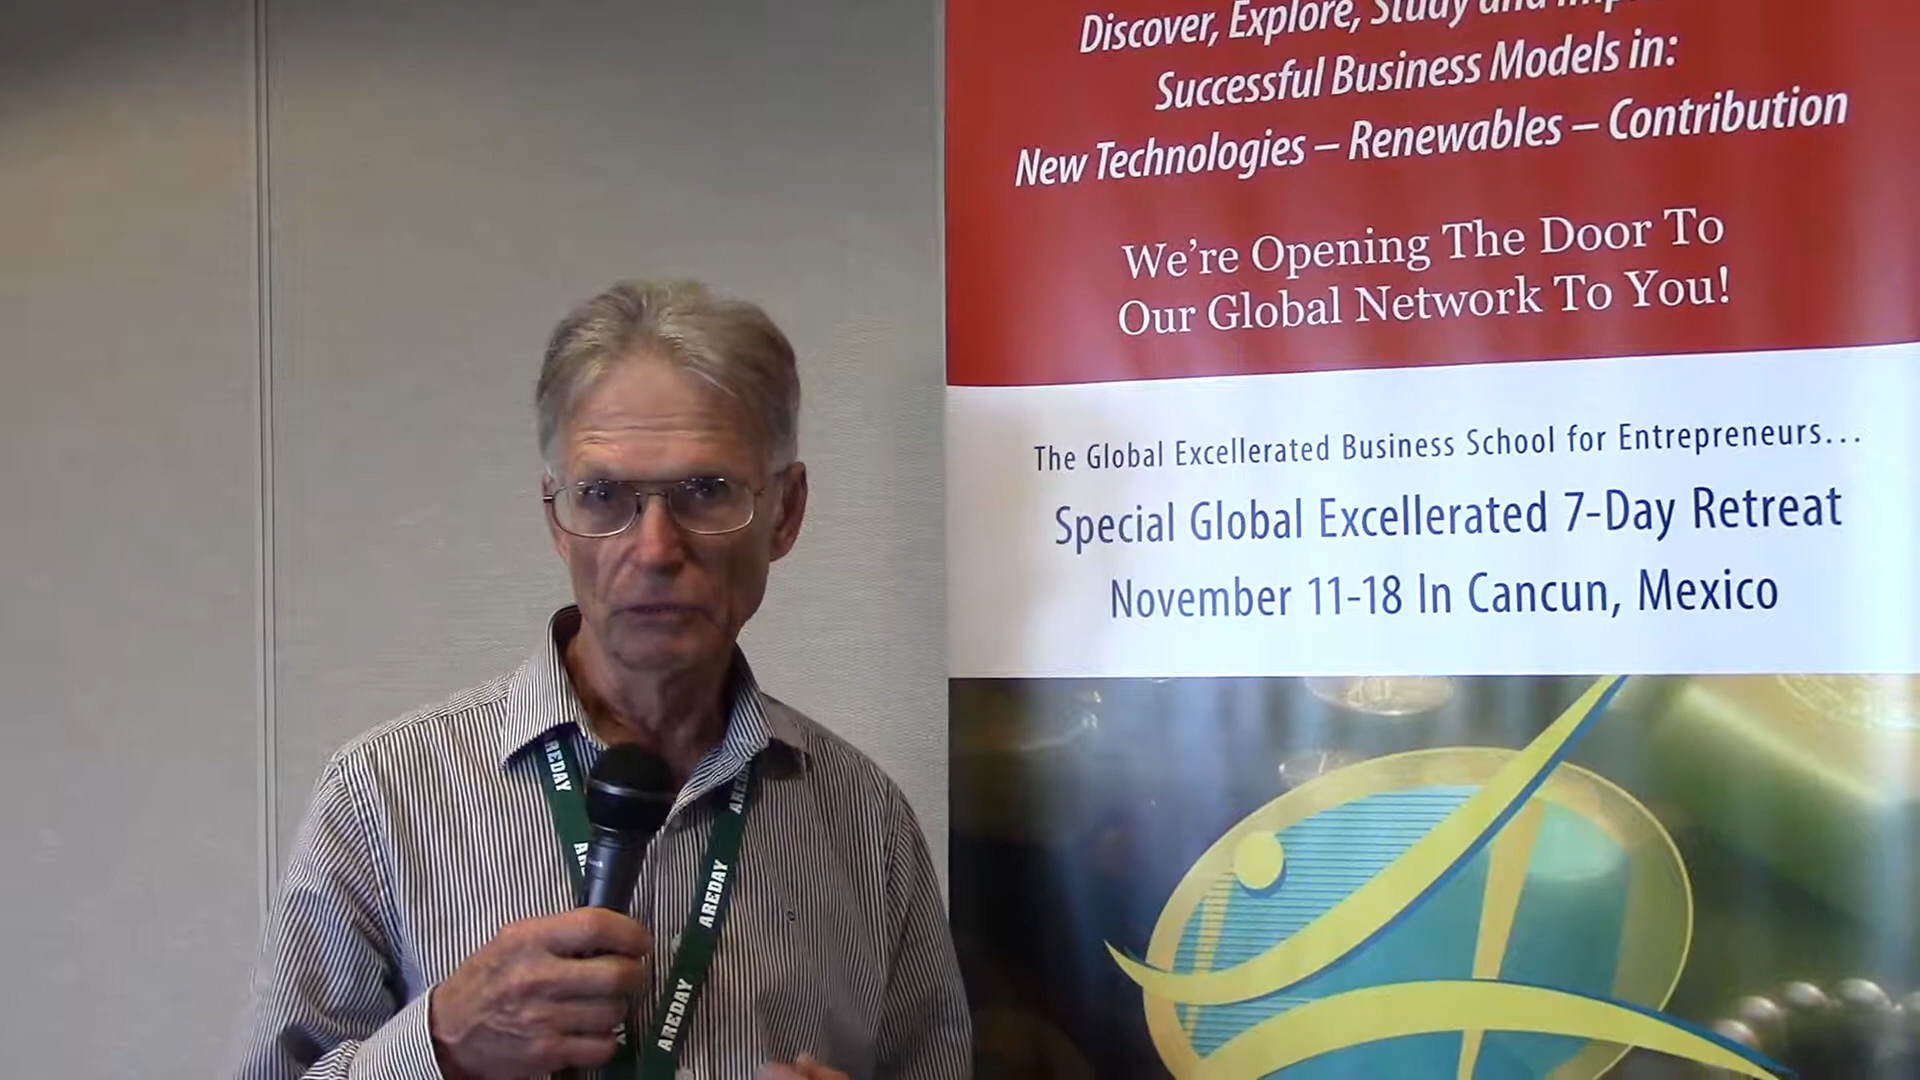 Discover, Explore, Study and
Successful Business Models in:
New Technologies – Renewables – Contribution
We're Opening The Door To
Our Global Network To You!
The Global Excellerated Business School for Entrepreneurs...
Special Global Excellerated 7-Day Retreat
November 11-18 In Cancun, Mexico
AREDAY
AREDAY